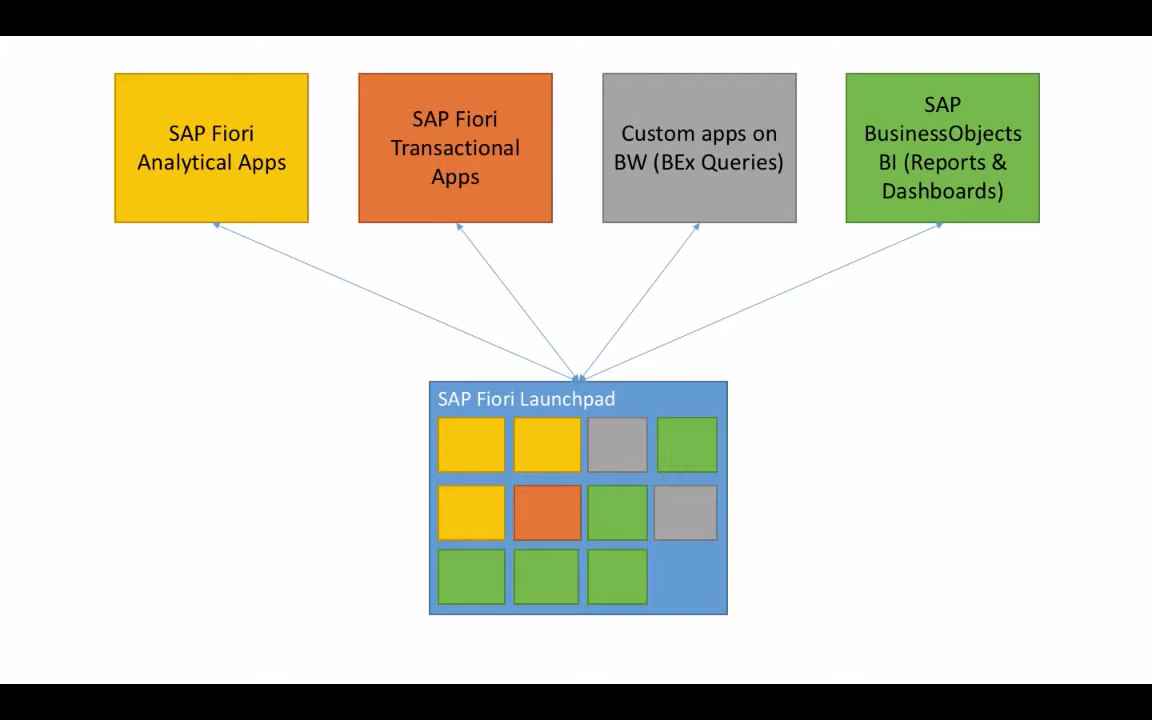 SAP Fiori
Analytical Apps
SAP Fiori
Transactional
Apps
Custom apps on
BW (BEx Queries)
SAP
BusinessObjects
BI (Reports &
Dashboards)
SAP Fiori Launchpad